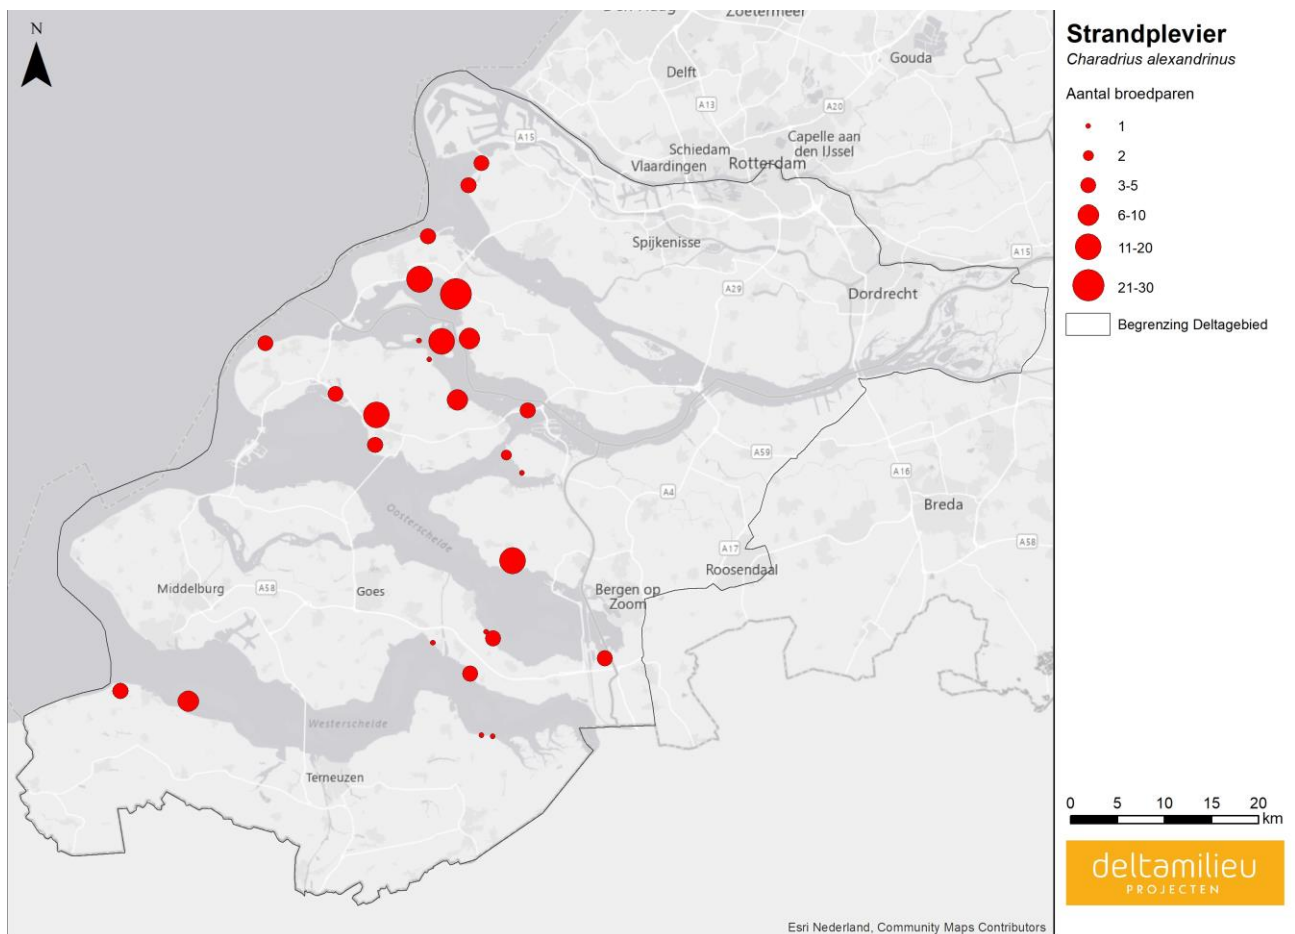 N
Den Haag
Zoetermeer
Gouda
Delft
A13
A20
A15
Capelle aan
den IJssel
Schiedam
Vlaardingen
Rotterdam
Spijkenisse
A15
A29
Dordrecht
A59
A16
A4
Breda
Oosterschelde
A17
A58
Roosendaal
Middelburg
A58
Goes
Bergen op
Zoom
Westerschelde
Terneuzen
Esri Nederland, Community Maps Contributors
Strandplevier
Charadrius alexandrinus
Aantal broedparen
1
2
3-5
6-10
11-20
21-30
Begrenzing Deltagebied
0 5 10 15 20
km
deltamilieu
PROJECTEN